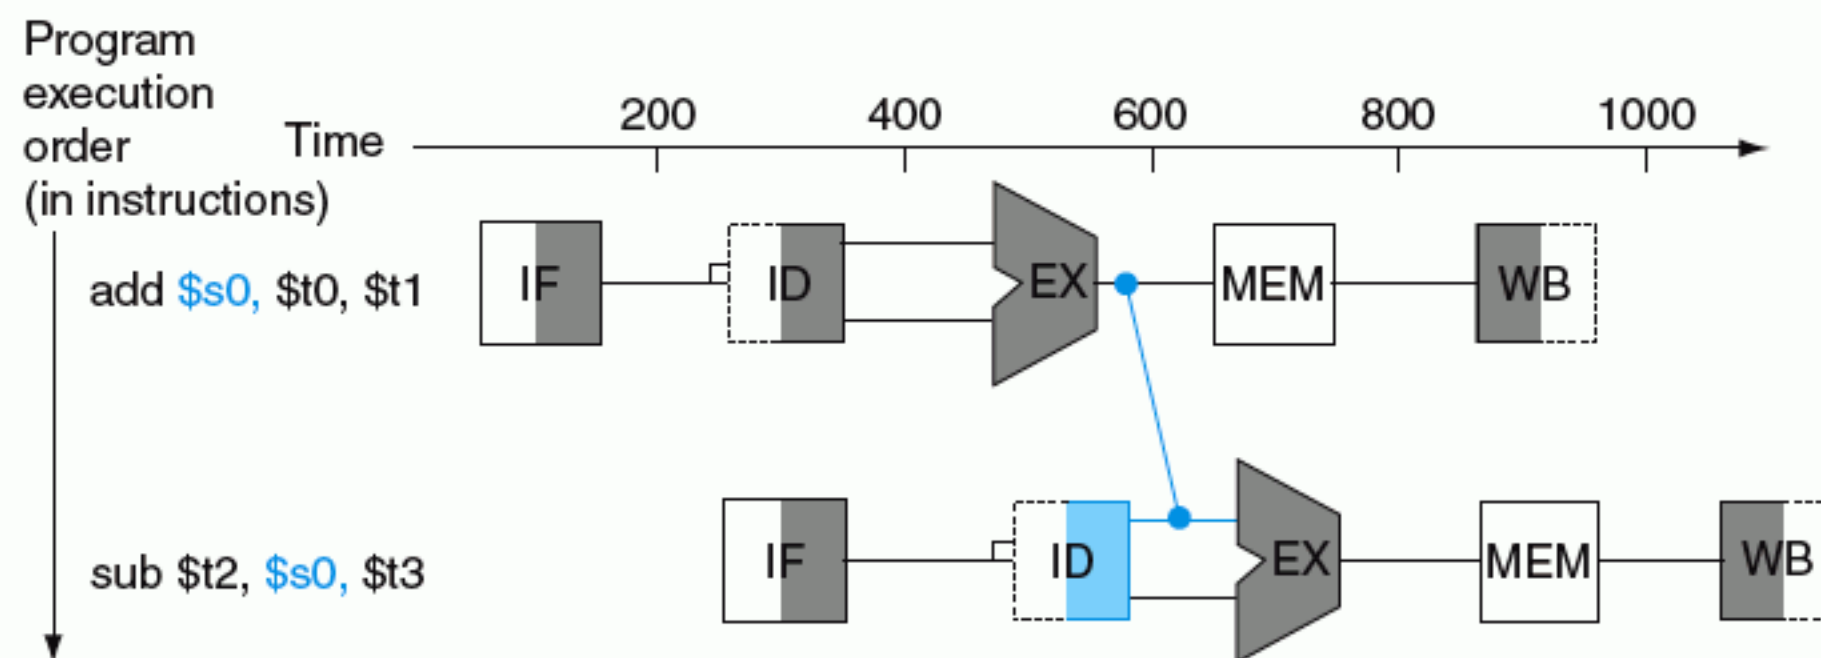 Program
execution
order
(in instructions)
Time
200 400 600 800 1000
add $s0, $t0, $t1
IF ID EX MEM WB
sub $t2, $s0, $t3
IF ID EX MEM WB